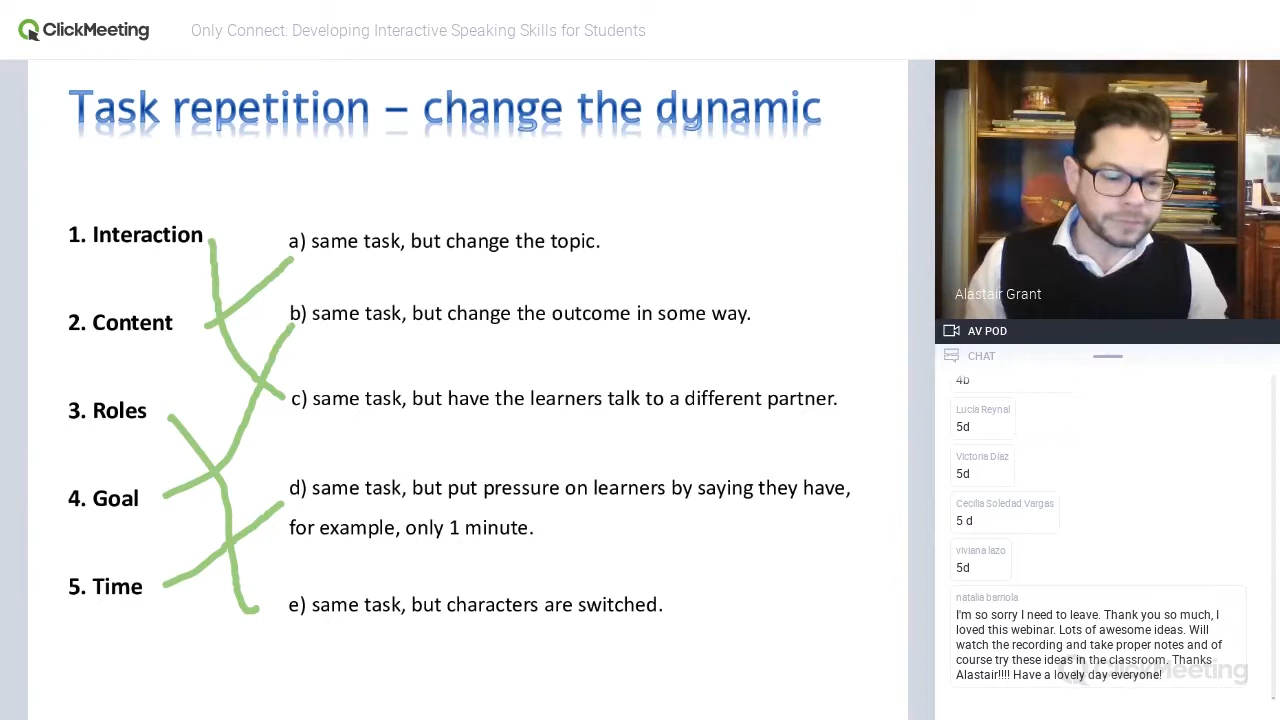 ClickMeeting
Only Connect: Developing Interactive Speaking Skills for Students
Task repetition – change the dynamic
1. Interaction
a) same task, but change the topic.
2. Content
b) same task, but change the outcome in some way.
3. Roles
c) same task, but have the learners talk to a different partner.
4. Goal
d) same task, but put pressure on learners by saying they have,
for example, only 1 minute.
5. Time
e) same task, but characters are switched.
Alastair Grant
AV POD
CHAT
4b
Lucia Reynal
5d
Victoria Díaz
5d
Cecilia Soledad Vargas
5 d
viviana lazo
5d
natalia barriola
I'm so sorry I need to leave. Thank you so much, I
loved this webinar. Lots of awesome ideas. Will
watch the recording and take proper notes and of
course try these ideas in the classroom. Thanks
Alastair!!!! Have a lovely day everyone!
ClickMeeting